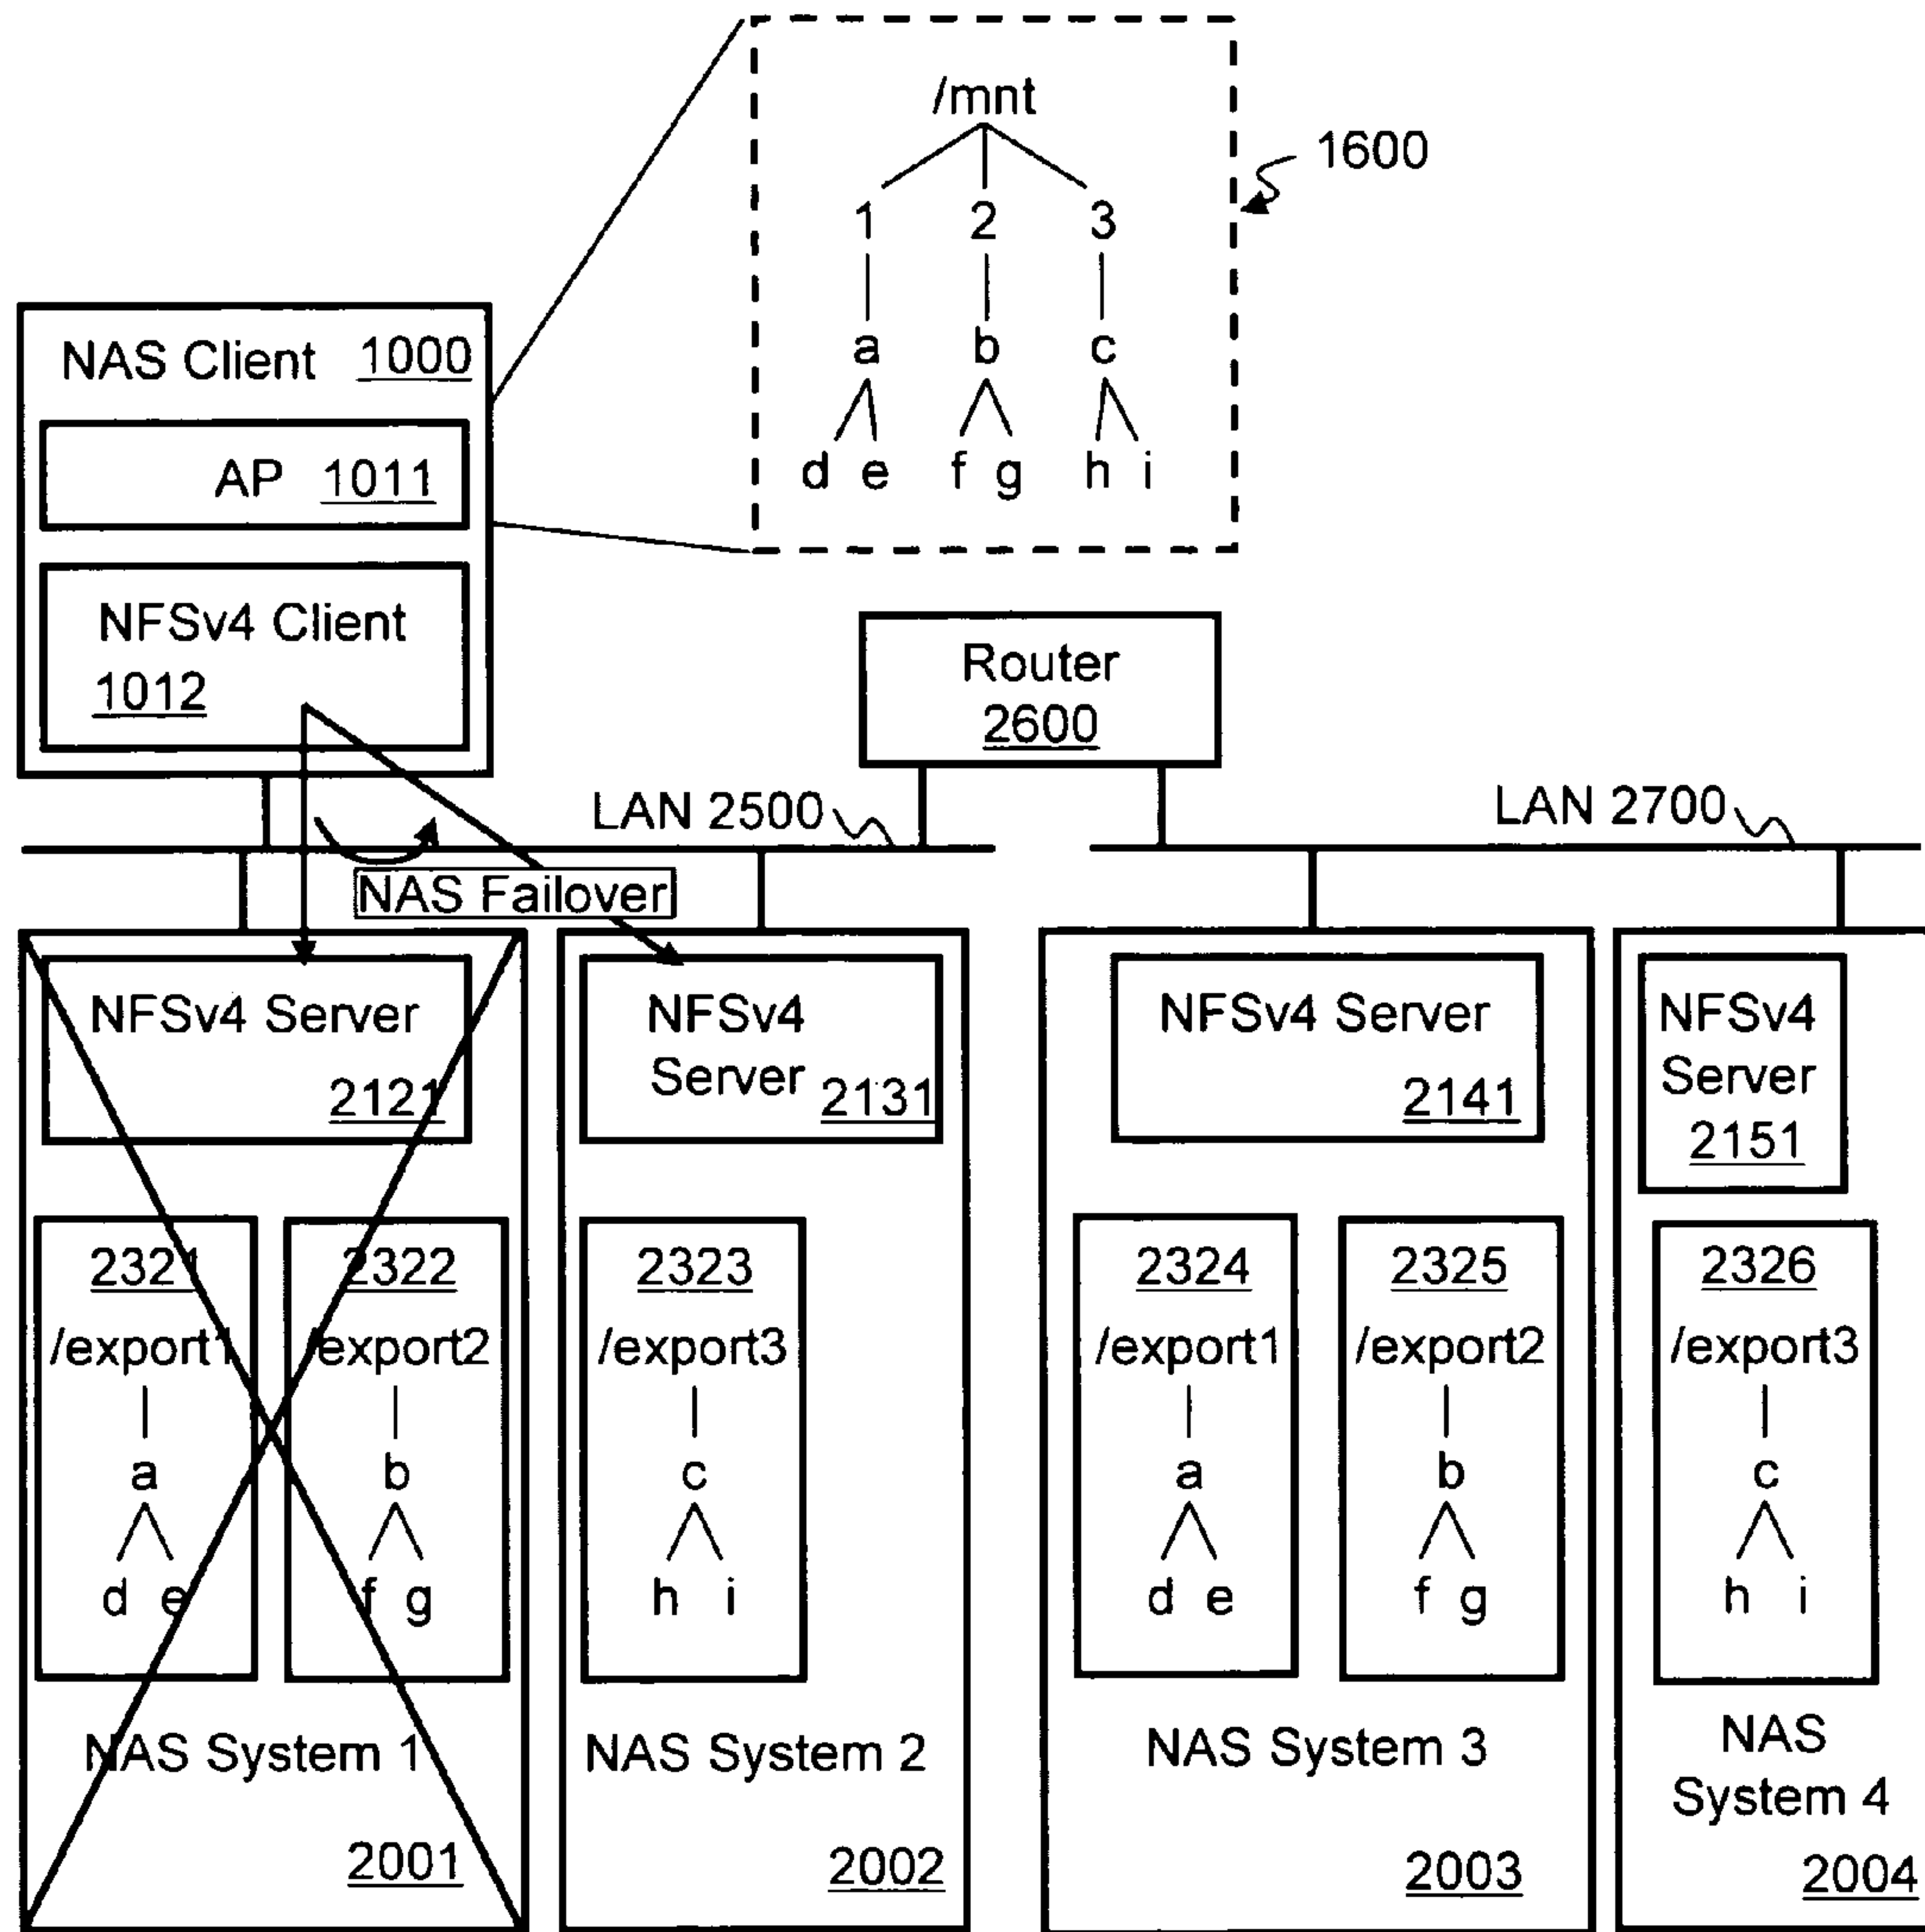 /mnt
1600
1 2 3
a b c
d e f g h i
NAS Client 1000
AP 1011
NFSv4 Client
1012
Router
2600
LAN 2500
LAN 2700
NAS Failover
NFSv4 Server
2121
NFSv4
Server 2131
NFSv4 Server
2141
NFSv4
Server
2151
2321
/export1
a
d e
2322
/export2
b
f g
NAS System 1
2001
2323
/export3
c
h i
NAS System 2
2002
2324
/export1
a
d e
2325
/export2
b
f g
NAS System 3
2003
2326
/export3
c
h i
NAS
System 4
2004